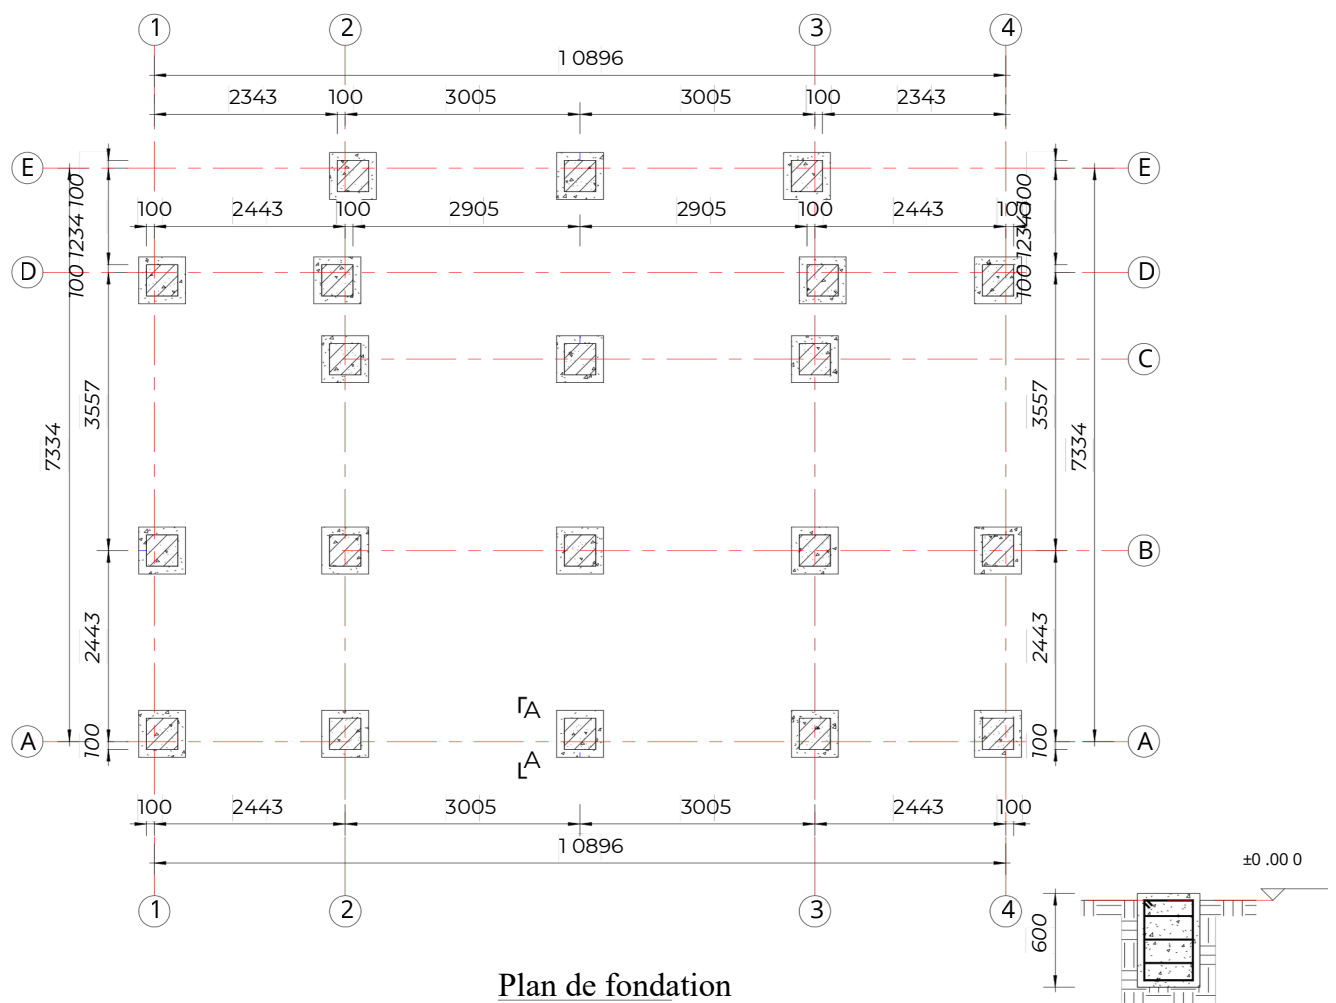 1 2 3 4
1 0896
2343 100 3005 3005 100 2343
E E
100 2443 100 2905 2905 100 2443 100
100 1234 100
100 1234 100
D D
C
3557 3557
7334 7334
B
2443 2443
A
A
A A
100 100
100 2443 3005 3005 2443 100
1 0896
±0 .00 0
1 2 3 4
600
Plan de fondation